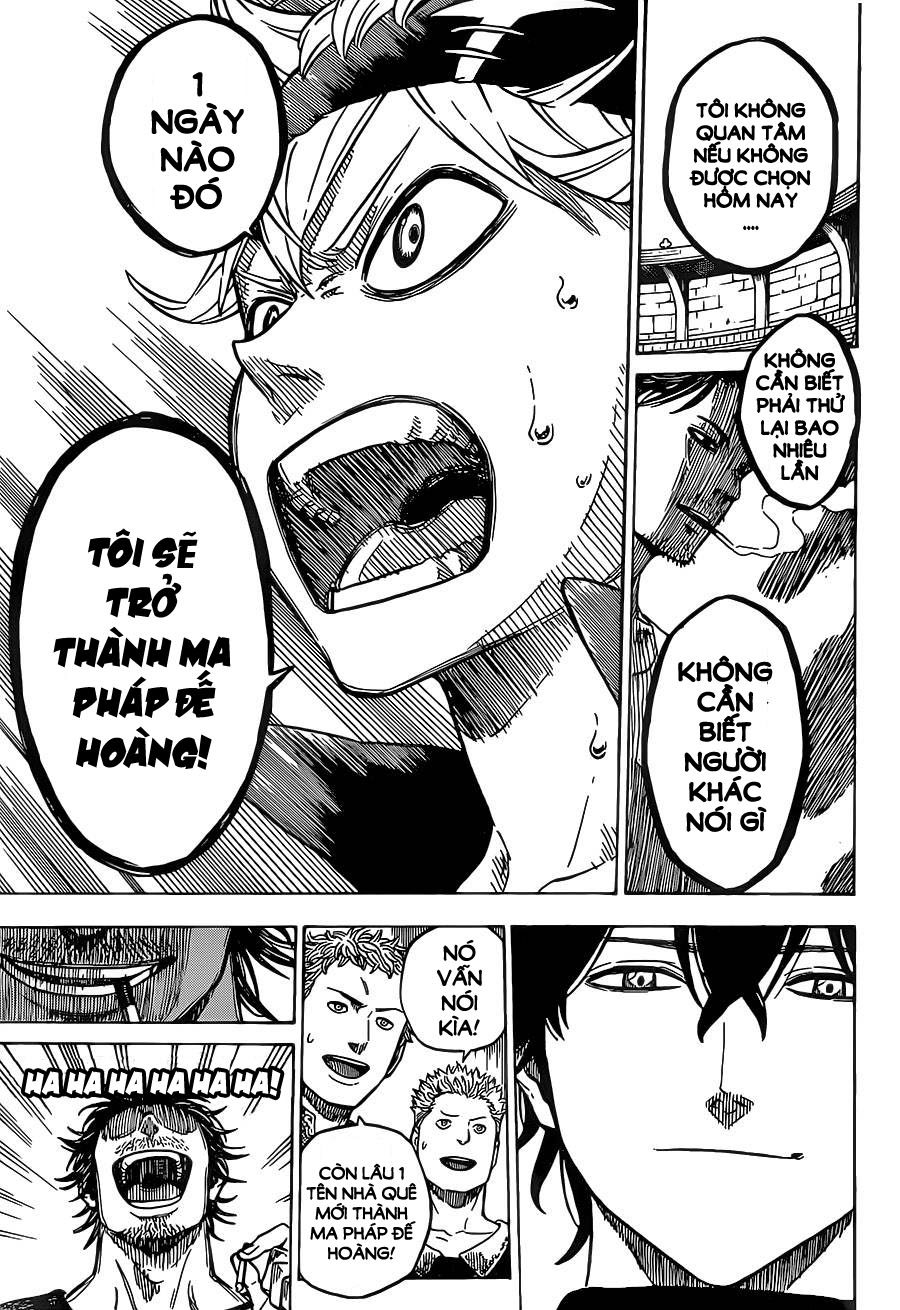 TÔI KHÔNG
QUAN TÂM
NẾU KHÔNG
ĐƯỢC CHỌN
HÔM NAY
....
KHÔNG
CẦN BIẾT
PHẢI THỬ
LẠI BAO
NHIÊU
LẦN
KHÔNG
CẦN
BIẾT
NGƯỜI
KHÁC
NÓI GÌ
1
NGÀY
NÀO
ĐÓ
TÔI SẼ
TRỞ
THÀNH MA
PHÁP ĐẾ
HOÀNG!
NÓ
VẤN
NÓI
KÌA!
CÒN LÂU 1
TÊN NHÀ QUÊ
MỚI THÀNH
MA PHÁP ĐẾ
HOÀNG!
HA HA HA HA HA HA!